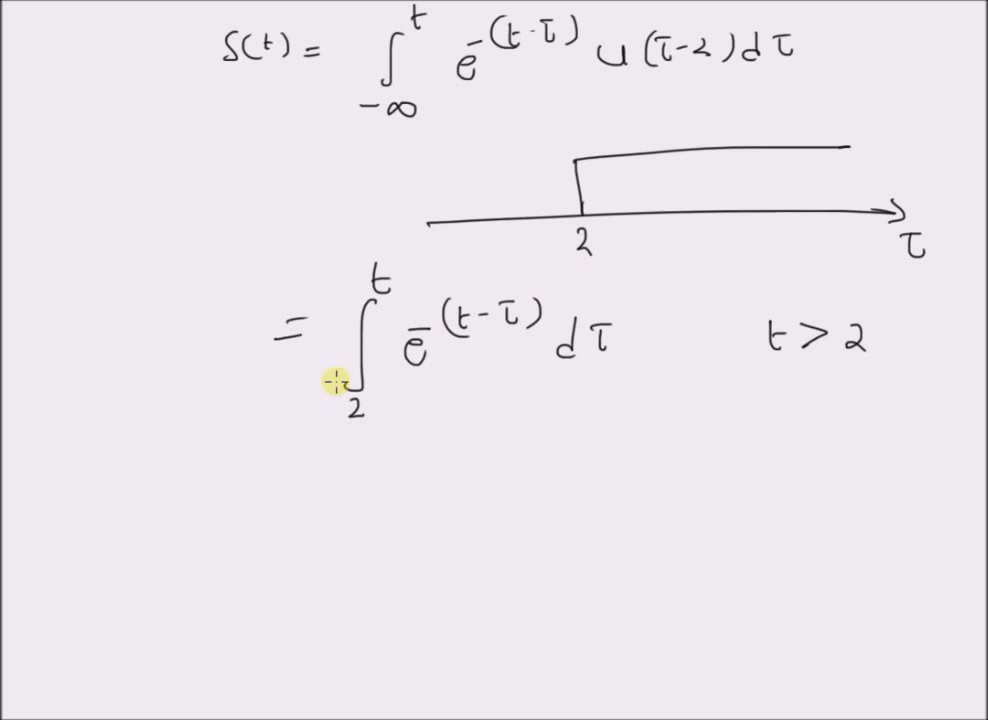 S(t) = ∫_{-∞}^{t} e^{-(t-τ)} u(τ-2)dτ
2
τ
= ∫_{2}^{t} e^{-(t-τ)} dτ t > 2